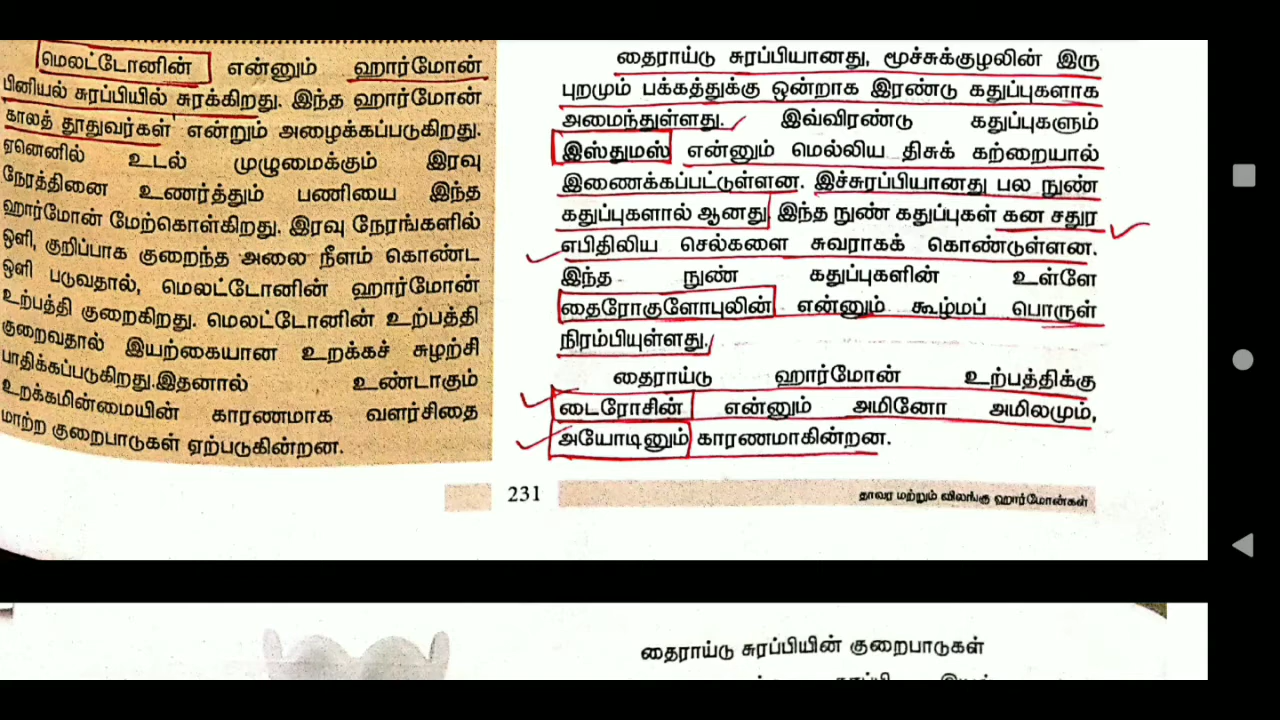 மெலட்டோனின் என்னும் ஹார்மோன்
பினியல் சுரப்பியில் சுரக்கிறது. இந்த ஹார்மோன்
காலத் தூதுவர்கள் என்றும் அழைக்கப்படுகிறது.
ஏனெனில் உடல் முழுமைக்கும் இரவு
நேரத்தினை உணர்த்தும் பணியை இந்த
ஹார்மோன் மேற்கொள்கிறது. இரவு நேரங்களில்
ஒளி, குறிப்பாக குறைந்த அலை நீளம் கொண்ட
ஒளி படுவதால், மெலட்டோனின் ஹார்மோன்
உற்பத்தி குறைகிறது. மெலட்டோனின் உற்பத்தி
குறைவதால் இயற்கையான உறக்கச் சுழற்சி
பாதிக்கப்படுகிறது.இதனால் உண்டாகும்
உறக்கமின்மையின் காரணமாக வளர்சிதை
மாற்ற குறைபாடுகள் ஏற்படுகின்றன.
தைராய்டு சுரப்பியானது, மூச்சுக்குழலின் இரு
புறமும் பக்கத்துக்கு ஒன்றாக இரண்டு கதுப்புகளாக
அமைந்துள்ளது. இவ்விரண்டு கதுப்புகளும்
இஸ்துமஸ் என்னும் மெல்லிய திசுக் கற்றையால்
இணைக்கப்பட்டுள்ளன. இச்சுரப்பியானது பல நுண்
கதுப்புகளால் ஆனது இந்த நுண் கதுப்புகள் கன சதுர
எபிதிலிய செல்களை சுவராகக் கொண்டுள்ளன.
இந்த நுண் கதுப்புகளின் உள்ளே
தைரோகுளோபுலின் என்னும் கூழ்மப் பொருள்
நிரம்பியுள்ளது.
தைராய்டு ஹார்மோன் உற்பத்திக்கு
டைரோசின் என்னும் அமினோ அமிலமும்,
அயோடினும் காரணமாகின்றன.
231
தாவர மற்றும் விலங்கு ஹார்மோன்கள்
தைராய்டு சுரப்பியின் குறைபாடுகள்